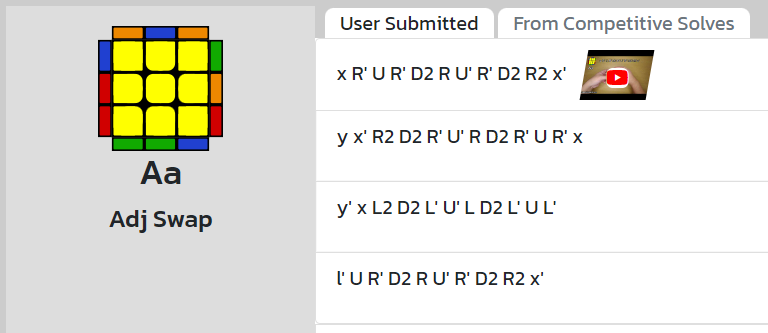 User Submitted
From Competitive Solves
x R' U R' D2 R U' R' D2 R2 x'
Aa
Adj Swap
y x' R2 D2 R' U' R D2 R' U R' x
y' x L2 D2 L' U' L D2 L' U L'
l' U R' D2 R U' R' D2 R2 x'